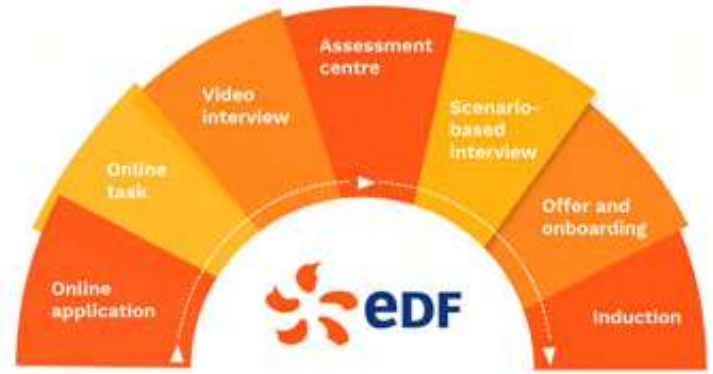 Online
application
Online
task
Video
interview
Assessment
centre
Scenario-
based
interview
Offer and
onboarding
Induction
eDF